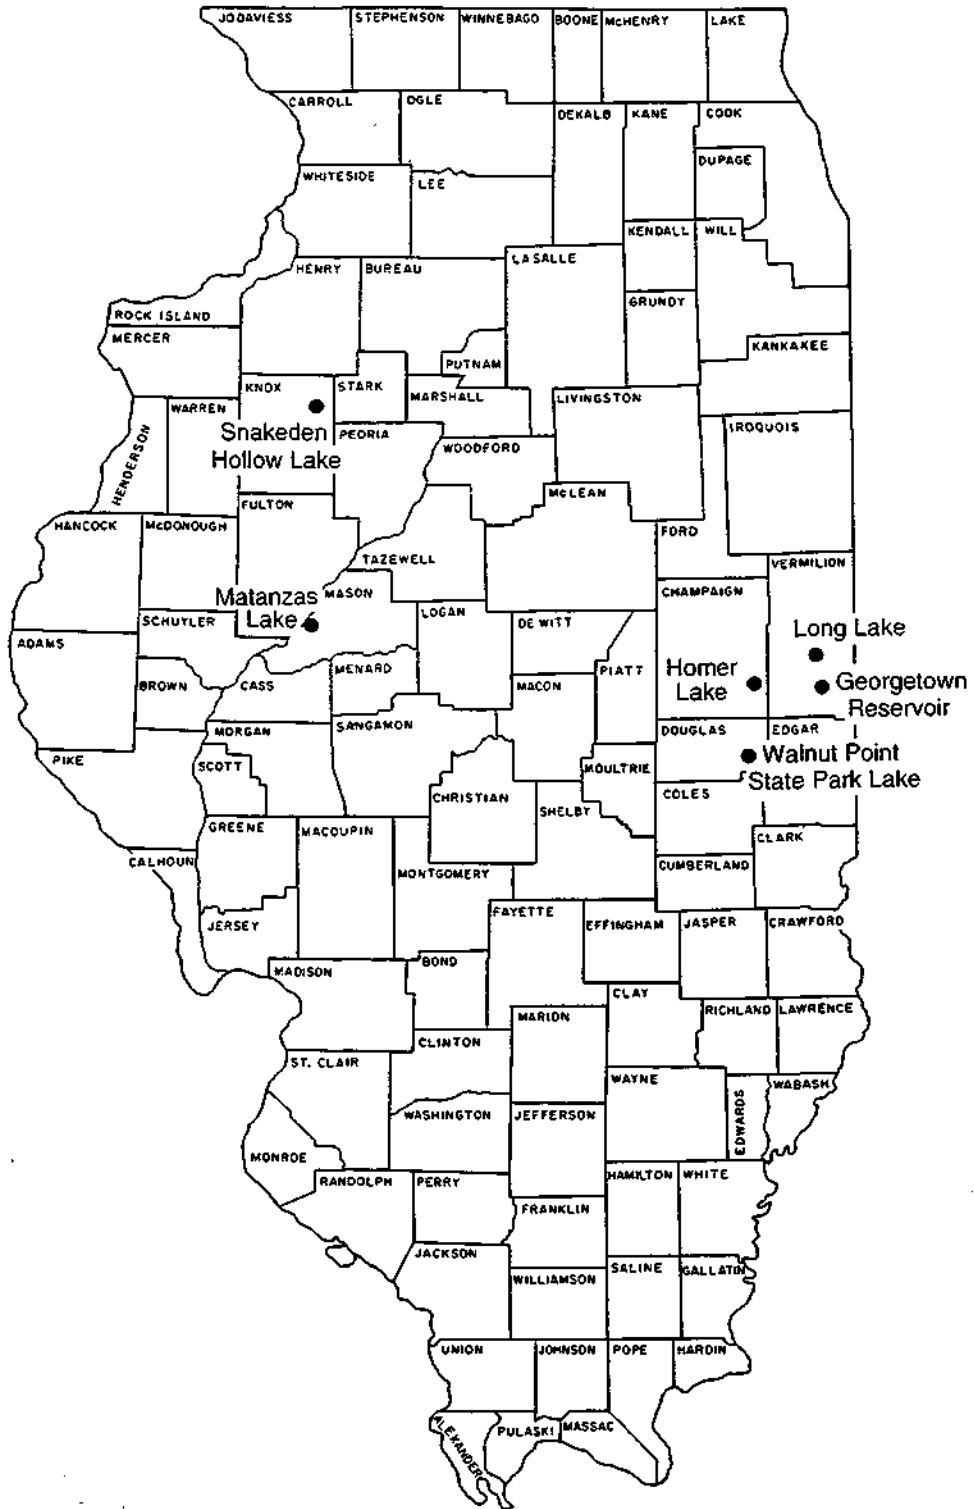 JODAVIESS
STEPHENSON
WINNEBAGO
BOONE
McHENRY
LAKE
CARROLL
OGLE
DEKALB
KANE
COOK
DUPAGE
WHITESIDE
LEE
KENDALL
WILL
HENRY
BUREAU
LASALLE
GRUNDY
ROCK ISLAND
MERCER
KANKAKEE
PUTNAM
KNOX
STARK
MARSHALL
LIVINGSTON
WARREN
IROQUOIS
HENDERSON
Snakeden
Hollow Lake
PEORIA
WOODFORD
McLEAN
FULTON
HANCOCK
McDONOUGH
FORD
TAZEWELL
VERMILION
CHAMPAIGN
MASON
Matanzas
Lake
LOGAN
DE WITT
SCHUYLER
ADAMS
Long Lake
MENARD
PIATT
Homer
Lake
BROWN
CASS
MACON
Georgetown
Reservoir
MORGAN
SANGAMON
DOUGLAS
EDGAR
PIKE
SCOTT
MOULTRIE
Walnut Point
State Park Lake
CHRISTIAN
COLES
SHELBY
GREENE
MACOUPIN
CLARK
CALHOUN
CUMBERLAND
MONTGOMERY
FAYETTE
EFFINGHAM
JASPER
CRAWFORD
JERSEY
BOND
MADISON
CLAY
RICHLAND
LAWRENCE
MARION
CLINTON
ST. CLAIR
WAYNE
WABASH
EDWARDS
WASHINGTON
JEFFERSON
MONROE
RANDOLPH
PERRY
HAMILTON
WHITE
FRANKLIN
JACKSON
WILLIAMSON
SALINE
GALLATIN
UNION
JOHNSON
POPE
HARDIN
ALEXANDER
PULASKI
MASSAC